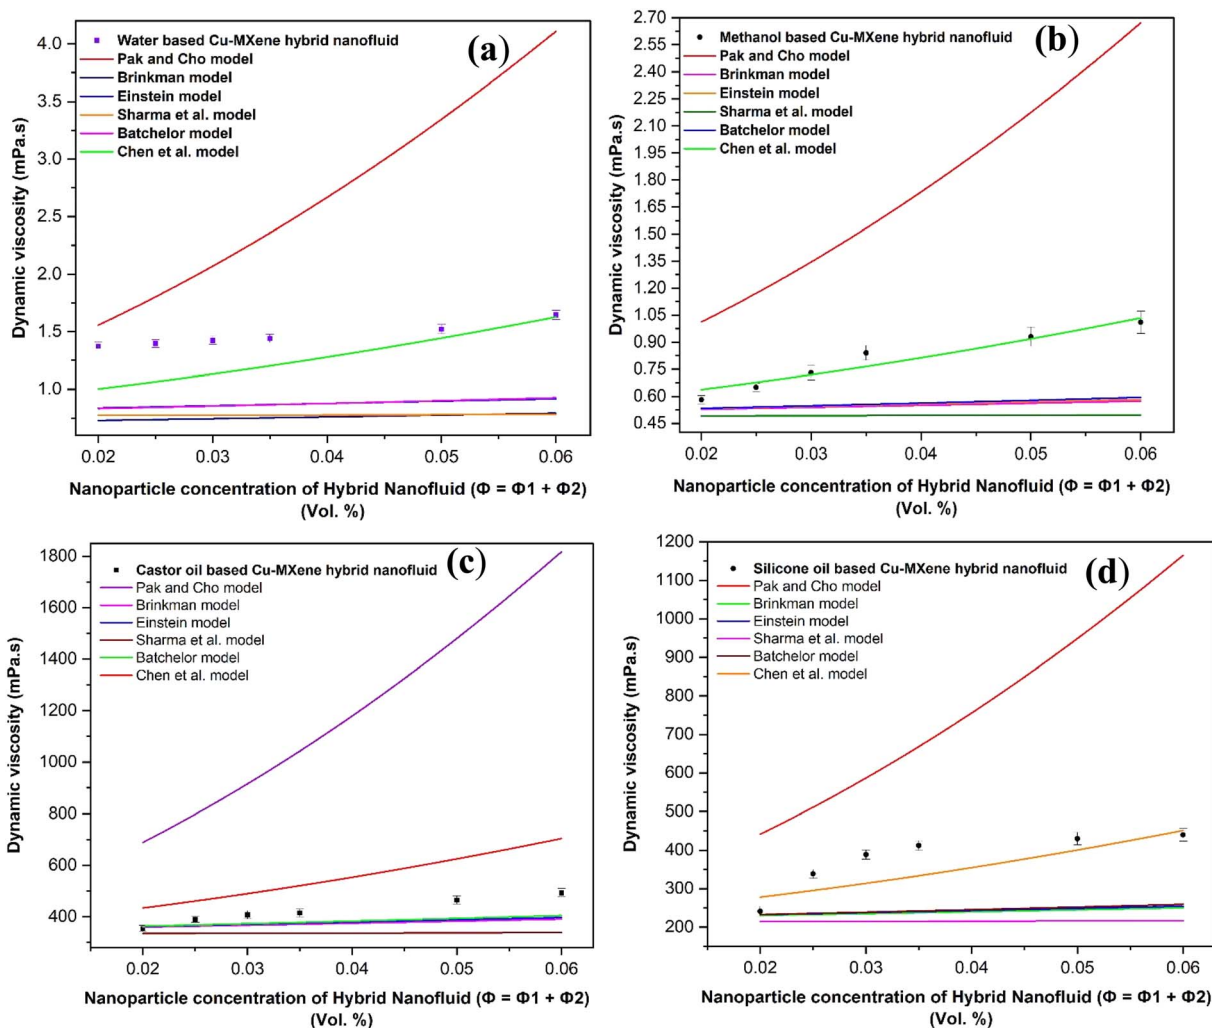 (a)
Water based Cu-MXene hybrid nanofluid
Pak and Cho model
Brinkman model
Einstein model
Sharma et al. model
Batchelor model
Chen et al. model
Dynamic viscosity (mPa.s)
4.0
3.5
3.0
2.5
2.0
1.5
1.0
0.02
0.03
0.04
0.05
0.06
Nanoparticle concentration of Hybrid Nanofluid (Φ = Φ1 + Φ2)
(Vol. %)
(b)
Methanol based Cu-MXene hybrid nanofluid
Pak and Cho model
Brinkman model
Einstein model
Sharma et al. model
Batchelor model
Chen et al. model
Dynamic viscosity (mPa.s)
2.70
2.55
2.40
2.25
2.10
1.95
1.80
1.65
1.50
1.35
1.20
1.05
0.90
0.75
0.60
0.45
0.02
0.03
0.04
0.05
0.06
Nanoparticle concentration of Hybrid Nanofluid (Φ = Φ1 + Φ2)
(Vol. %)
(c)
Castor oil based Cu-MXene hybrid nanofluid
Pak and Cho model
Brinkman model
Einstein model
Sharma et al. model
Batchelor model
Chen et al. model
Dynamic viscosity (mPa.s)
1800
1600
1400
1200
1000
800
600
400
0.02
0.03
0.04
0.05
0.06
Nanoparticle concentration of Hybrid Nanofluid (Φ = Φ1 + Φ2)
(Vol. %)
(d)
Silicone oil based Cu-MXene hybrid nanofluid
Pak and Cho model
Brinkman model
Einstein model
Sharma et al. model
Batchelor model
Chen et al. model
Dynamic viscosity (mPa.s)
1200
1100
1000
900
800
700
600
500
400
300
200
0.02
0.03
0.04
0.05
0.06
Nanoparticle concentration of Hybrid Nanofluid (Φ = Φ1 + Φ2)
(Vol. %)